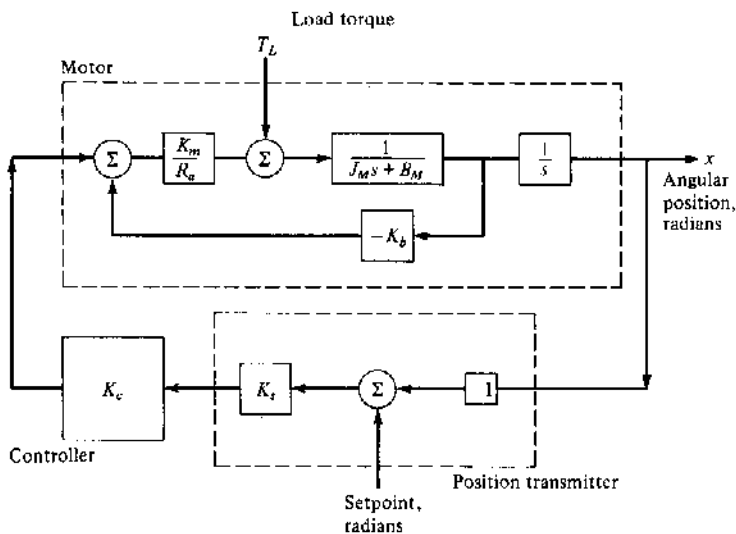 Load torque
T_L
Motor
Σ
K_m
R_a
Σ
1
J_M s + B_M
1
s
x
Angular
position,
radians
−K_b
K_c
K_t
Σ
1
Controller
Setpoint,
radians
Position transmitter